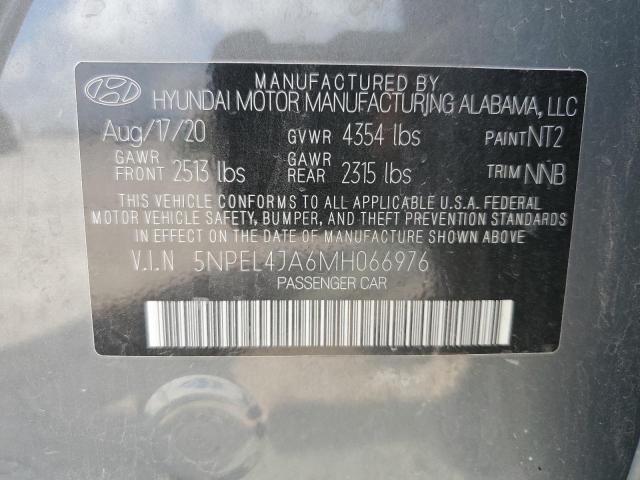 MANUFACTURED BY
HYUNDAI MOTOR MANUFACTURING ALABAMA, LLC
Aug/17/20 GVWR 4354 lbs PAINT NT2
GAWR FRONT 2513 lbs GAWR REAR 2315 lbs TRIM NNB
THIS VEHICLE CONFORMS TO ALL APPLICABLE U.S.A. FEDERAL
MOTOR VEHICLE SAFETY, BUMPER, AND THEFT PREVENTION STANDARDS
IN EFFECT ON THE DATE OF MANUFACTURE SHOWN ABOVE.
V.I.N 5NPEL4JA6MH066976
PASSENGER CAR